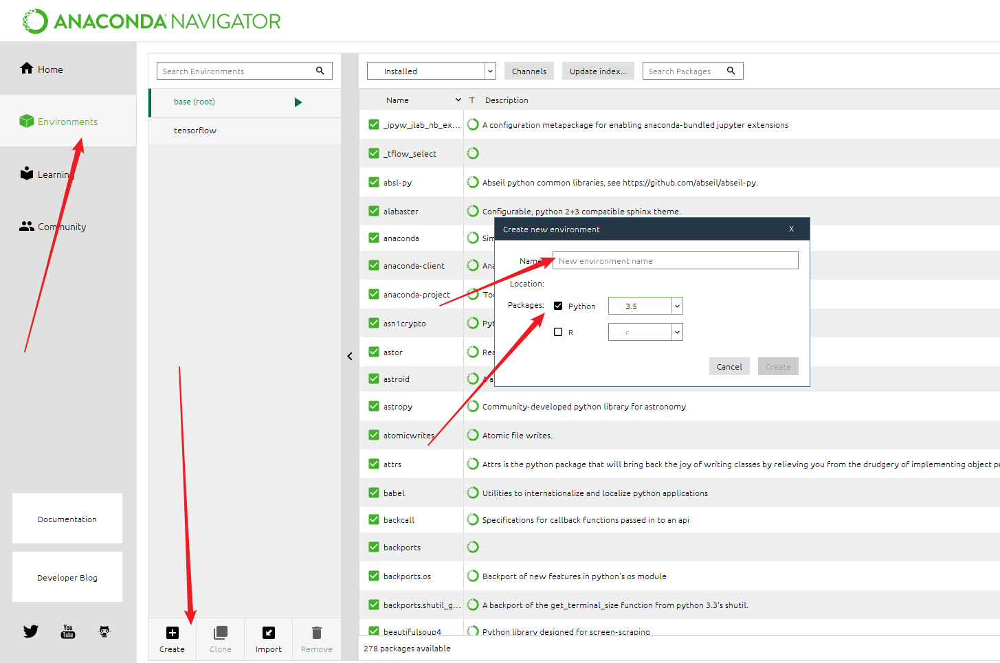 ANACONDA NAVIGATOR
Home
Environments
Learning
Community
Documentation
Developer Blog
You
Tube
Search Environments
base (root)
tensorflow
Create
Clone
Import
Remove
Installed
Channels
Update index...
Search Packages
Name T Description
_ipyw_jlab_nb_ex... A configuration metapackage for enabling anaconda-bundled jupyter extensions
_tflow_select
absl-py Abseil python common libraries, see https://github.com/abseil/abseil-py.
alabaster Configurable, python 2+3 compatible sphinx theme.
anaconda Sim
anaconda-client Ana
anaconda-project Too
asn1crypto Pyt
astor Rea
astroid A a
astropy Community-developed python library for astronomy
atomicwrites Atomic file writes.
attrs Attrs is the python package that will bring back the joy of writing classes by relieving you from the drudgery of implementing object p
babel Utilities to internationalize and localize python applications
backcall Specifications for callback functions passed in to an api
backports
backports.os Backport of new features in python's os module
backports.shutil_g... A backport of the get_terminal_size function from python 3.3's shutil.
beautifulsoup4 Python library designed for screen-scraping
278 packages available
Create new environment X
Name: New environment name
Location:
Packages: Python 3.5
R r
Cancel Create